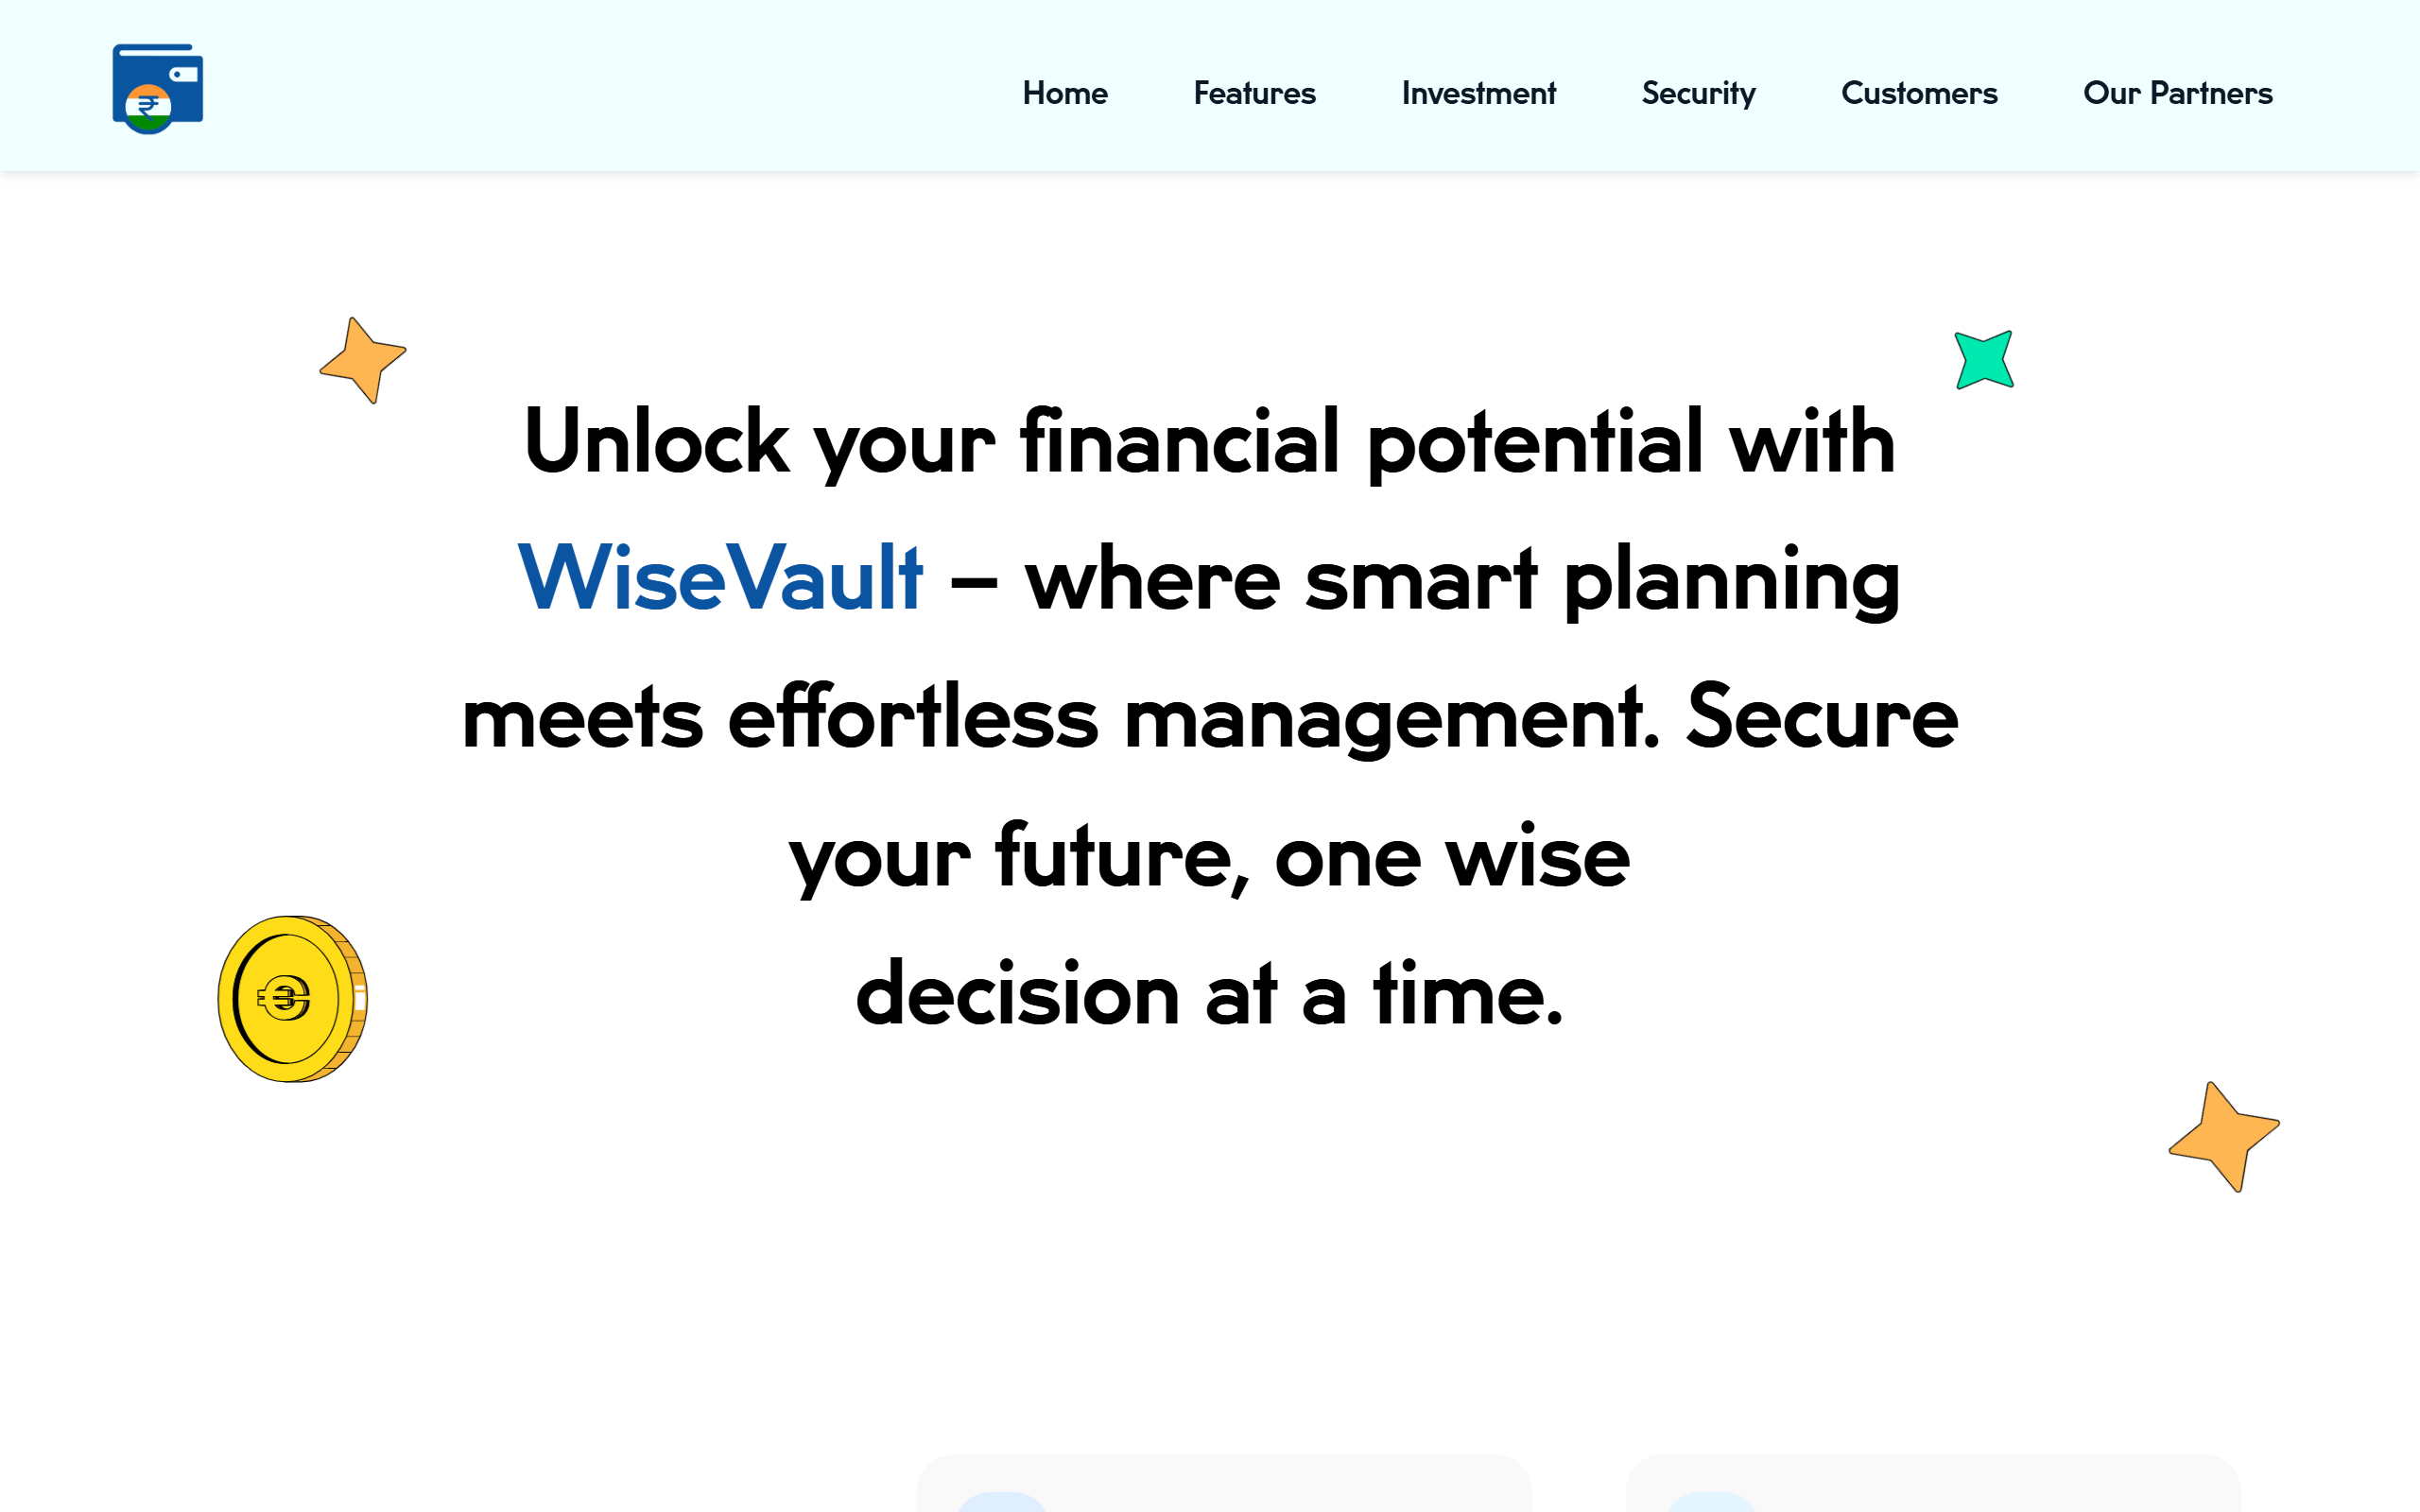 ₹
Home
Features
Investment
Security
Customers
Our Partners
Unlock your financial potential with
WiseVault – where smart planning
meets effortless management. Secure
your future, one wise
decision at a time.
€